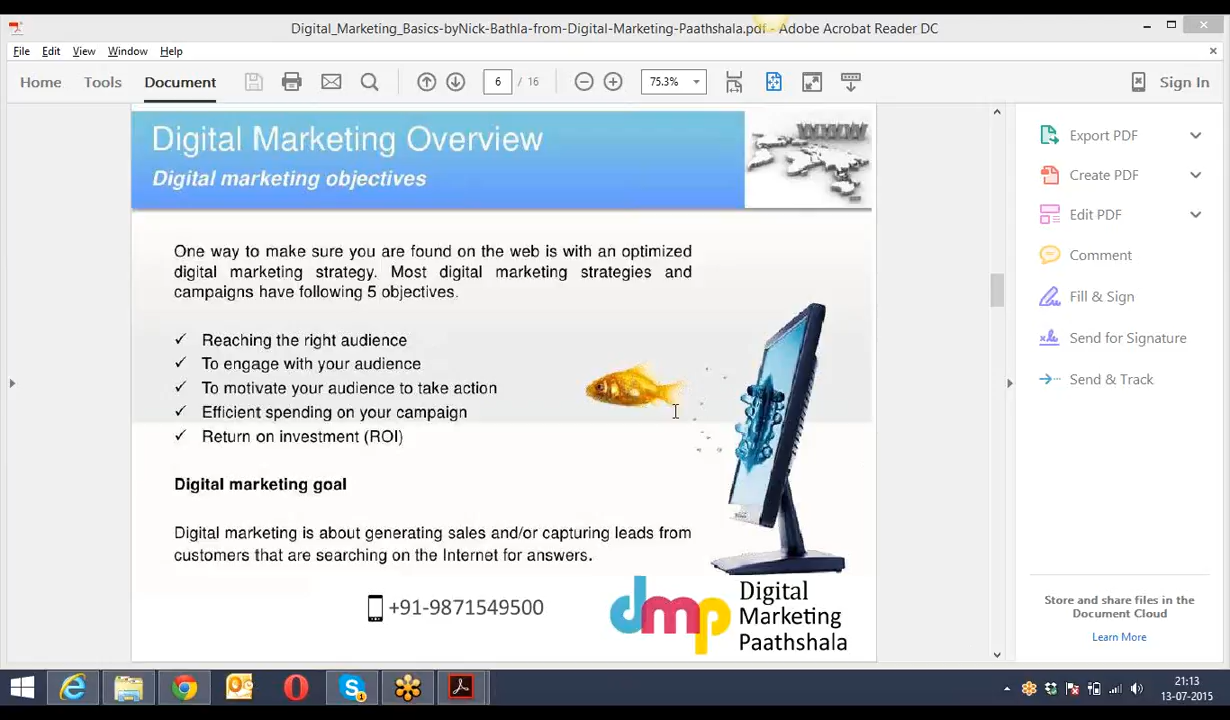 Digital_Marketing_Basics-byNick-Bathla-from-Digital-Marketing-Paathshala.pdf - Adobe Acrobat Reader DC
File Edit View Window Help
Home Tools Document 6 / 16 75.3% Sign In
Digital Marketing Overview
Digital marketing objectives
WWW
One way to make sure you are found on the web is with an optimized
digital marketing strategy. Most digital marketing strategies and
campaigns have following 5 objectives.
✓ Reaching the right audience
✓ To engage with your audience
✓ To motivate your audience to take action
✓ Efficient spending on your campaign
✓ Return on investment (ROI)
Digital marketing goal
Digital marketing is about generating sales and/or capturing leads from
customers that are searching on the Internet for answers.
+91-9871549500
dmp
Digital
Marketing
Paathshala
Export PDF
Create PDF
Edit PDF
Comment
Fill & Sign
Send for Signature
Send & Track
Store and share files in the
Document Cloud
Learn More
21:13
13-07-2015